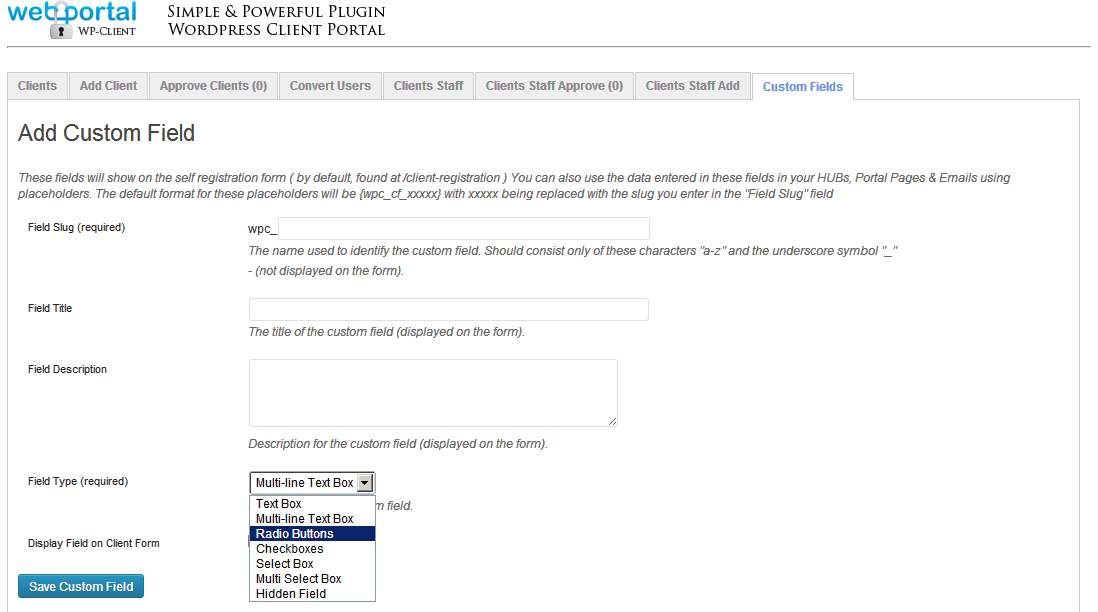 webportal
WP-CLIENT
SIMPLE & POWERFUL PLUGIN
WORDPRESS CLIENT PORTAL
Clients
Add Client
Approve Clients (0)
Convert Users
Clients Staff
Clients Staff Approve (0)
Clients Staff Add
Custom Fields
Add Custom Field
These fields will show on the self registration form ( by default, found at /client-registration ) You can also use the data entered in these fields in your HUBs, Portal Pages & Emails using
placeholders. The default format for these placeholders will be {wpc_cf_xxxxx} with xxxxx being replaced with the slug you enter in the "Field Slug" field
Field Slug (required)
wpc_
The name used to identify the custom field. Should consist only of these characters "a-z" and the underscore symbol "_"
- (not displayed on the form).
Field Title
The title of the custom field (displayed on the form).
Field Description
Description for the custom field (displayed on the form).
Field Type (required)
Multi-line Text Box
field.
Text Box
Multi-line Text Box
Radio Buttons
Checkboxes
Select Box
Multi Select Box
Hidden Field
Display Field on Client Form
Save Custom Field